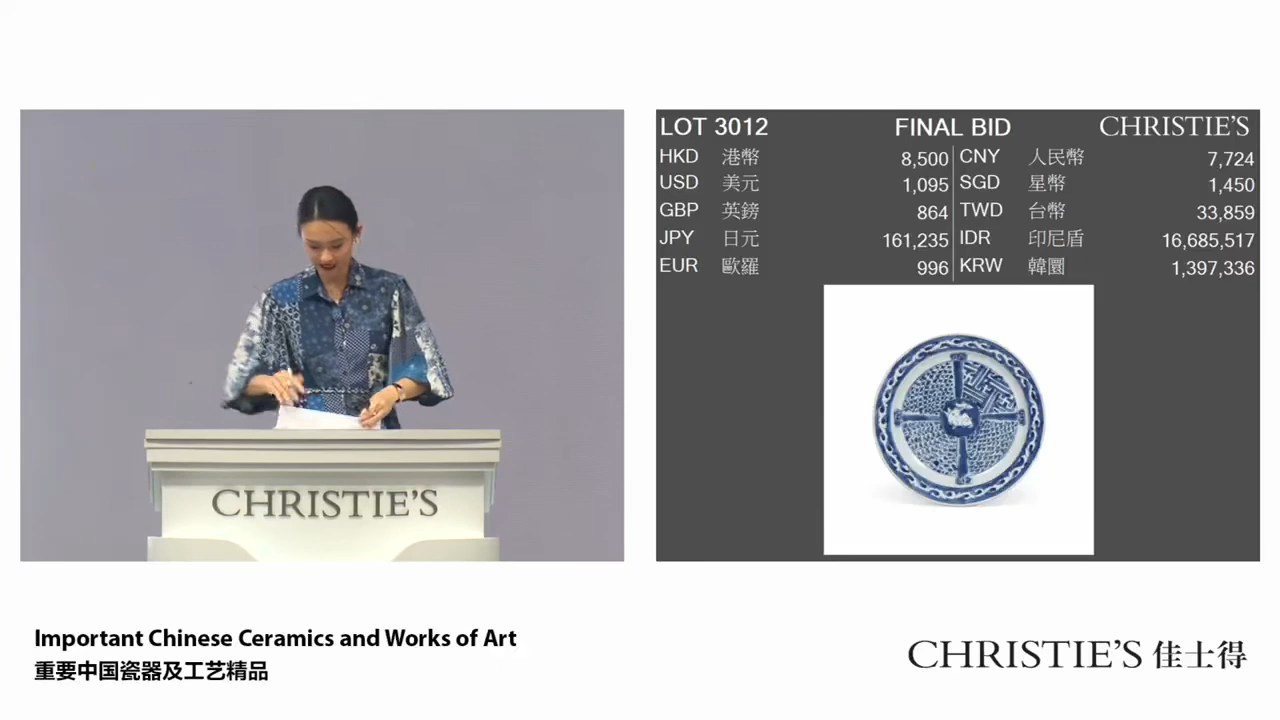 CHRISTIE'S
LOT 3012 FINAL BID CHRISTIE'S
HKD 港幣 8,500 CNY 人民幣 7,724
USD 美元 1,095 SGD 星幣 1,450
GBP 英鎊 864 TWD 台幣 33,859
JPY 日元 161,235 IDR 印尼盾 16,685,517
EUR 歐羅 996 KRW 韓圜 1,397,336
Important Chinese Ceramics and Works of Art
重要中国瓷器及工艺精品
CHRISTIE'S 佳士得